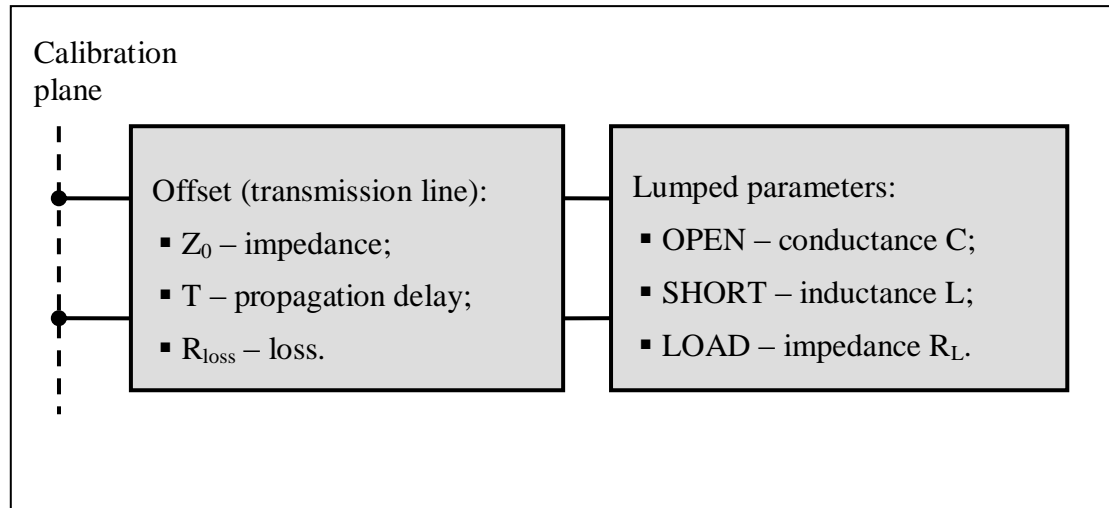 Calibration
plane
Offset (transmission line):
▪ Z₀ – impedance;
▪ T – propagation delay;
▪ Rₗₒₛₛ – loss.
Lumped parameters:
▪ OPEN – conductance C;
▪ SHORT – inductance L;
▪ LOAD – impedance R_L.